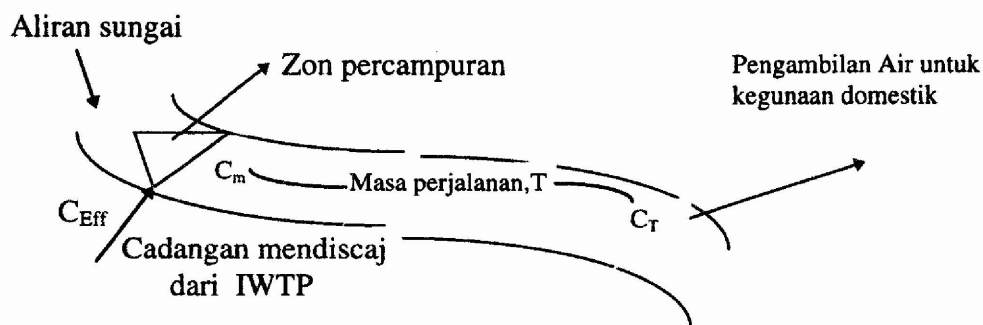 Aliran sungai
Zon percampuran
Pengambilan Air untuk
kegunaan domestik
C_m
Masa perjalanan,T
C_T
C_Eff
Cadangan mendiscaj
dari IWTP